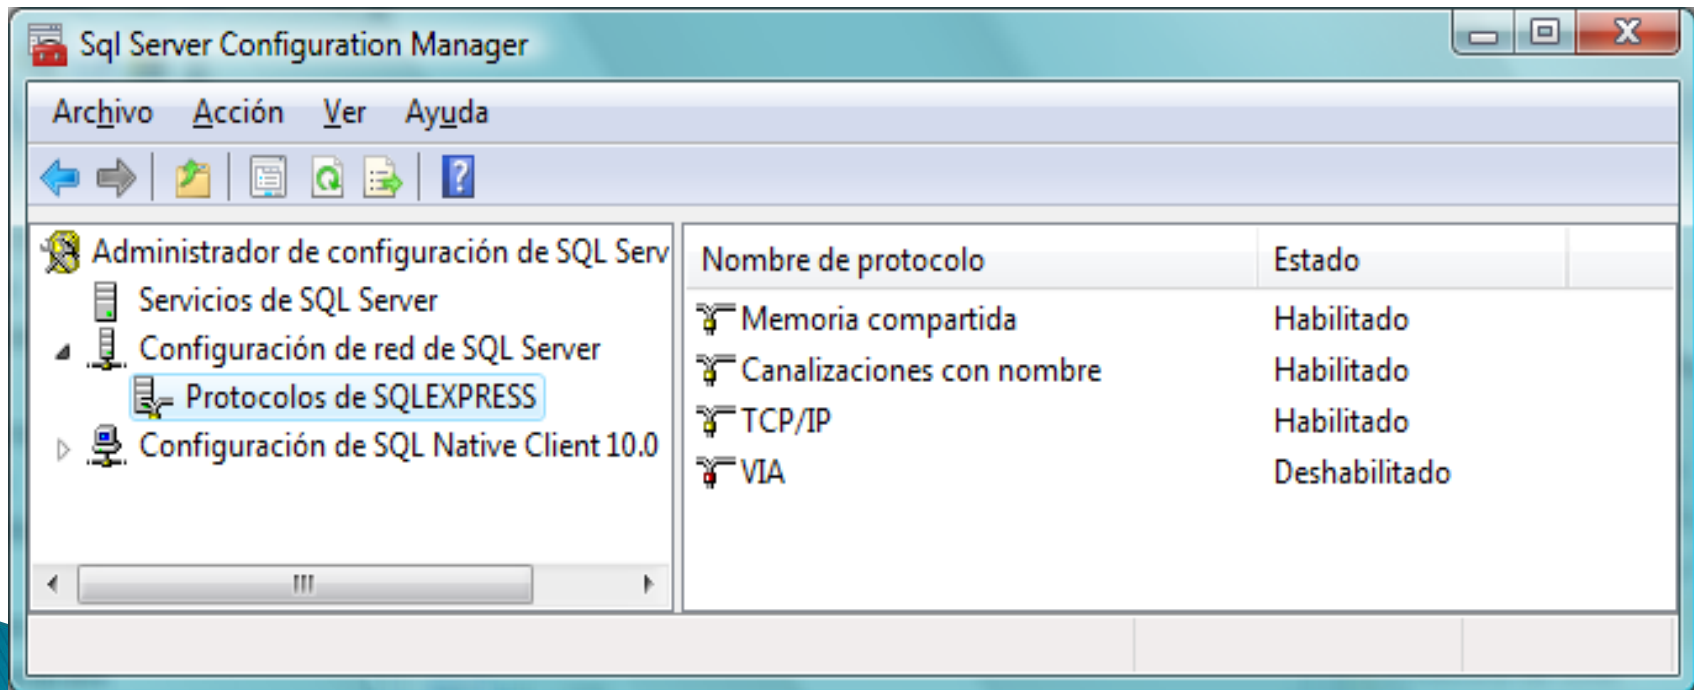 Sql Server Configuration Manager
Archivo Acción Ver Ayuda
Administrador de configuración de SQL Serv
Servicios de SQL Server
Configuración de red de SQL Server
Protocolos de SQLEXPRESS
Configuración de SQL Native Client 10.0
Nombre de protocolo Estado
Memoria compartida Habilitado
Canalizaciones con nombre Habilitado
TCP/IP Habilitado
VIA Deshabilitado